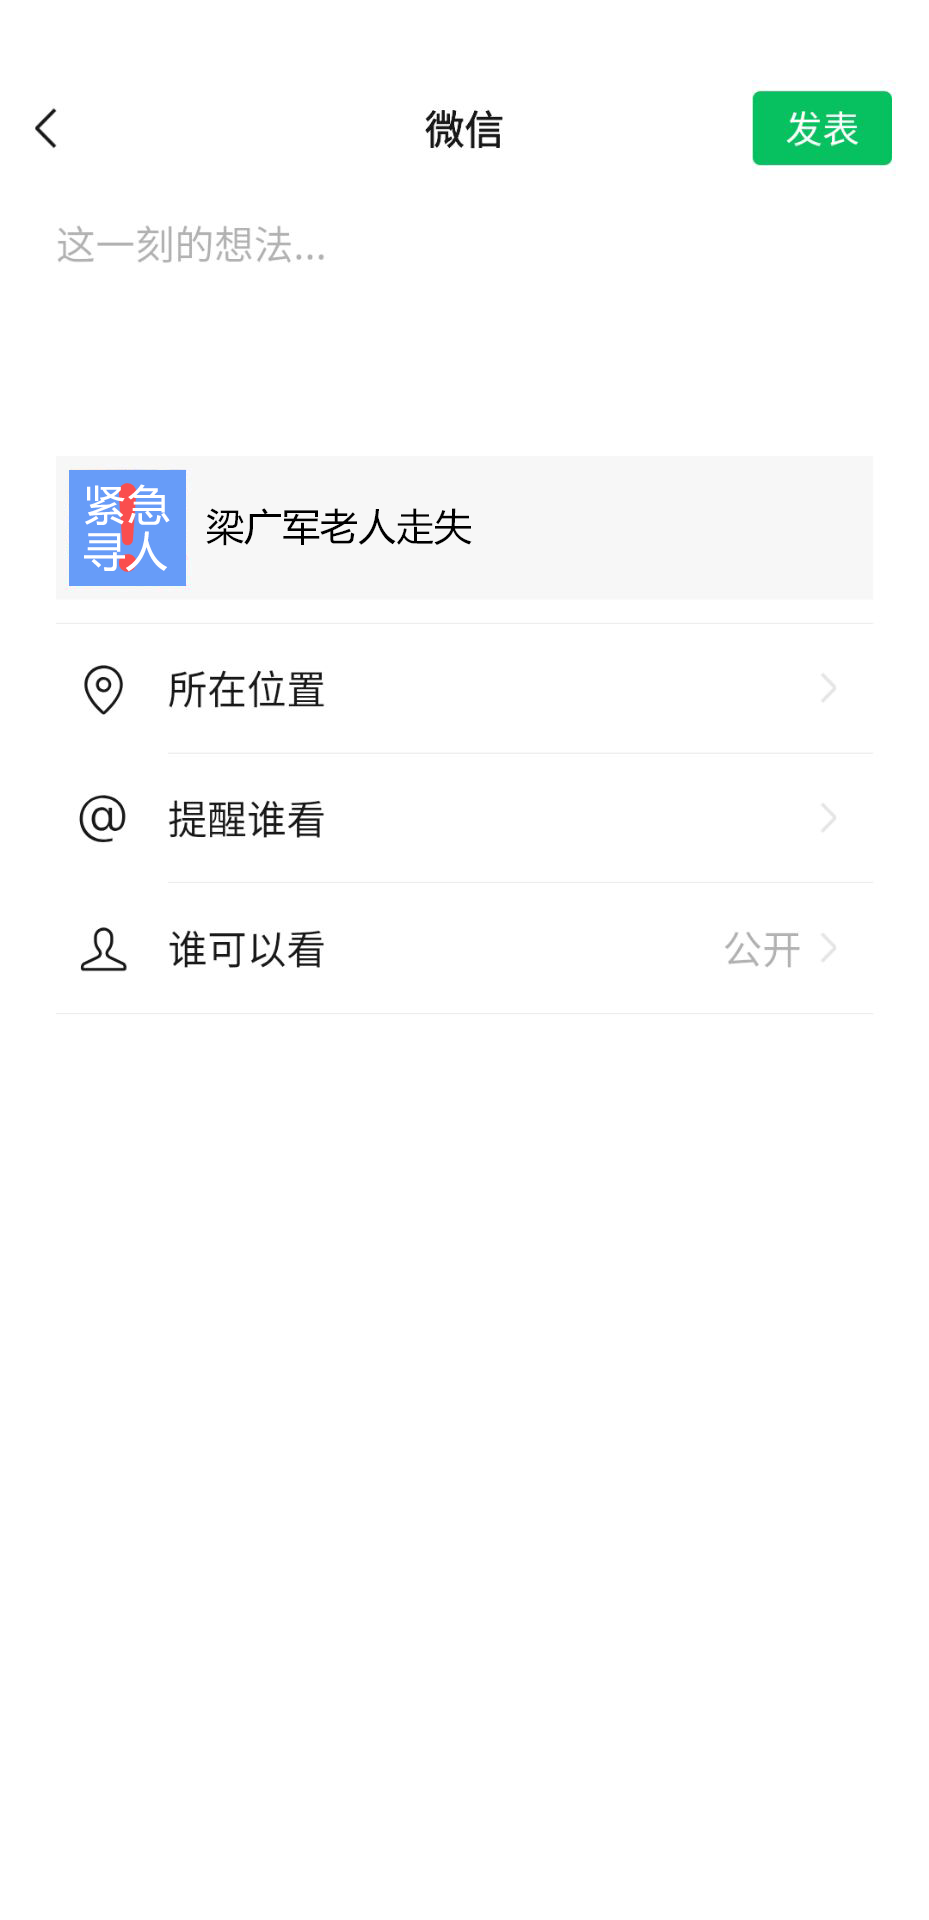 微信
发表
这一刻的想法...
紧急
寻人
梁广军老人走失
所在位置
@
提醒谁看
谁可以看
公开